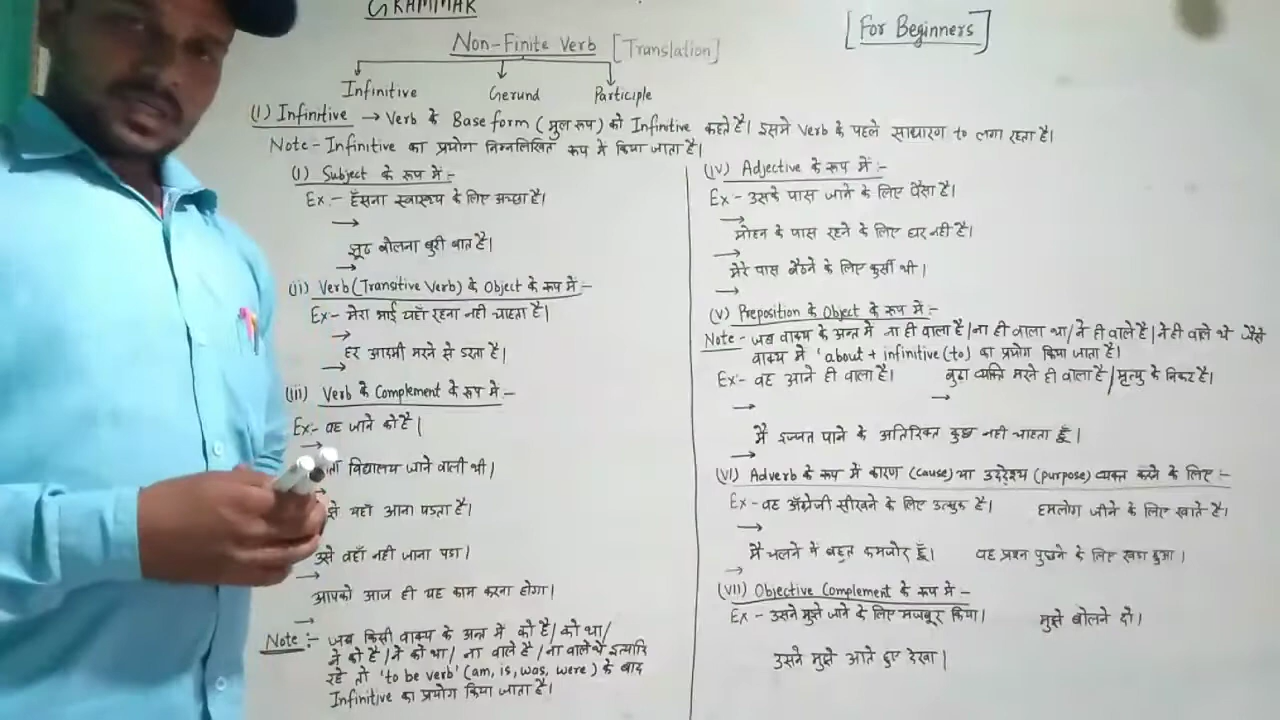 GRAMMAR
[For Beginners]
Non-Finite Verb [Translation]
Infinitive Gerund Participle
(I) Infinitive → Verb के Base form (मुल रूप) को Infinitive कहते है। इसमे Verb के पहले साधारण to लगा रहता है।
Note - Infinitive का प्रयोग निम्नलिखित रूप में किया जाता है।
(i) Subject के रूप में :-
Ex - हँसना स्वास्थ्य के लिए अच्छा है।
→
झूठ बोलना बुरी बात है।
→
(ii) Verb (Transitive Verb) के Object के रूप में :-
Ex - मेरा भाई यहाँ रहना नही चाहता है।
→
हर आदमी मरने से डरता है।
→
(iii) Verb के Complement के रूप में :-
Ex :- वह जाने को है।
→
विद्यालय जाने वाली थी।
यहाँ आना पडता है।
उसे वहाँ नही जाना पडा।
→
आपको आज ही यह काम करना होगा।
→
Note :- जब किसी वाक्य के अन्त में को है/को था/
ने को है/ने को था/ना वाले है/ना वाले थे इत्यादि
रहे तो 'to be verb' (am, is, was, were) के बाद
Infinitive का प्रयोग किया जाता है।
(iv) Adjective के रूप में :-
Ex - उसके पास जाने के लिए पैसा है।
→
मोहन के पास रहने के लिए घर नही है।
→
मेरे पास बैठने के लिए कुर्सी थी।
→
(v) Preposition के Object के रूप में :-
Note - जब वाक्य के अन्त में ना ही वाला है/ना ही वाला था/ने ही वाले है/ने ही वाले थे जैसे
वाक्य में 'about + infinitive (to) का प्रयोग किया जाता है।
Ex :- वह आने ही वाला है। बुढा व्यक्ति मरने ही वाला है/मृत्यु के निकट है।
→ →
मैं इज्जत पाने के अतिरिक्त कुछ नही चाहता हूँ।
→
(VI) Adverb के रूप में कारण (cause) या उद्देश्य (purpose) व्यक्त करने के लिए :-
Ex - वह अँग्रेजी सीखने के लिए उत्सुक है। हमलोग जीने के लिए खाते है।
→
मैं चलने में बहुत कमजोर हूँ। वह प्रश्न पुछने के लिए खडा हुआ।
→
(VII) Objective Complement के रूप में -
Ex - उसने मुझे जाने के लिए मजबूर किया। मुझे बोलने दो।
उसने मुझे आते हुए देखा।